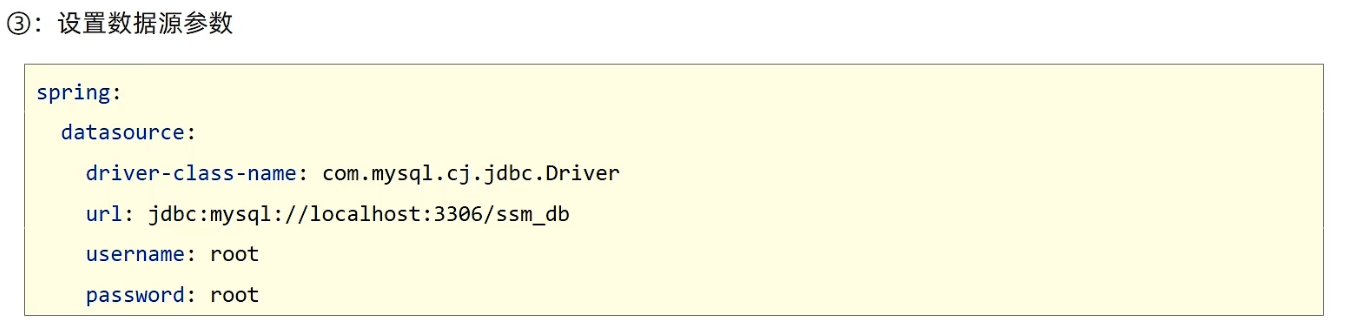 ③：设置数据源参数
spring:
  datasource:
    driver-class-name: com.mysql.cj.jdbc.Driver
    url: jdbc:mysql://localhost:3306/ssm_db
    username: root
    password: root